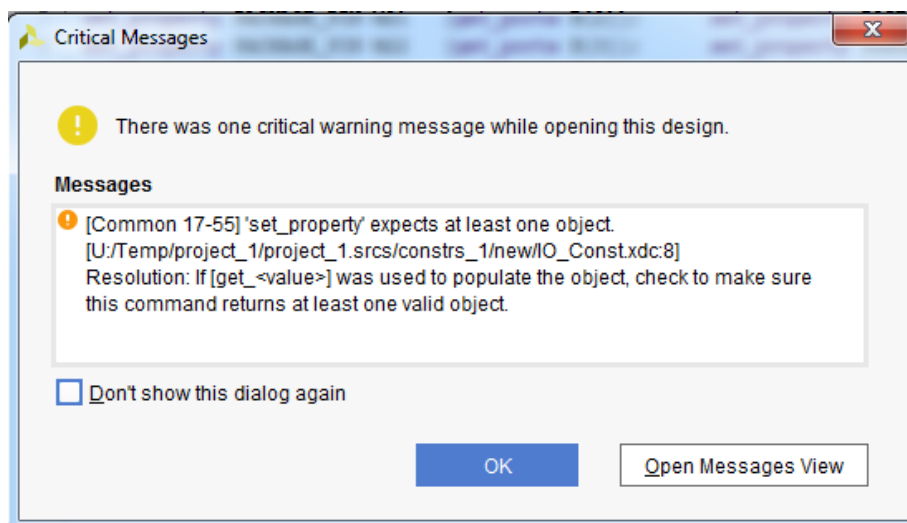 Critical Messages
There was one critical warning message while opening this design.
Messages
[Common 17-55] 'set_property' expects at least one object.
[U:/Temp/project_1/project_1.srcs/constrs_1/new/IO_Const.xdc:8]
Resolution: If [get_<value>] was used to populate the object, check to make sure
this command returns at least one valid object.
Don't show this dialog again
OK
Open Messages View